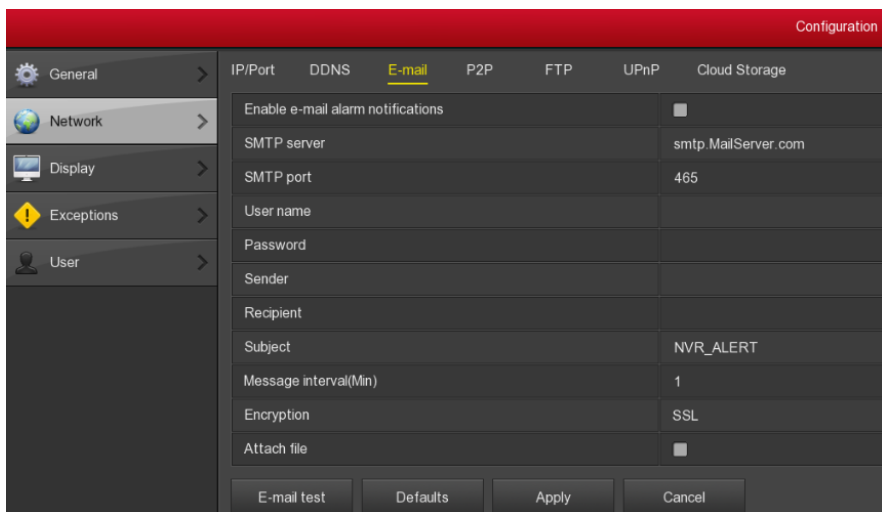 Configuration
General
Network
Display
Exceptions
User
IP/Port DDNS E-mail P2P FTP UPnP Cloud Storage
Enable e-mail alarm notifications
SMTP server smtp.MailServer.com
SMTP port 465
User name
Password
Sender
Recipient
Subject NVR_ALERT
Message interval(Min) 1
Encryption SSL
Attach file
E-mail test Defaults Apply Cancel